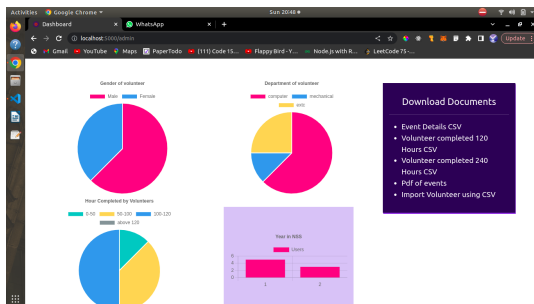 Activities
Google Chrome
Sun 20:48
Dashboard
WhatsApp
localhost:5000/admin
Update
Gmail
YouTube
Maps
PaperTodo
(111) Code 15...
Flappy Bird - Y...
Node.js with R...
LeetCode 75 -...
Gender of volunteer
Male
Female
Department of volunteer
computer
mechanical
extc
Download Documents
Event Details CSV
Volunteer completed 120
Hours CSV
Volunteer completed 240
Hours CSV
Pdf of events
Import Volunteer using CSV
Hour Completed by Volunteers
0-50
50-100
100-120
above 120
Year in NSS
Users
6
4
2
0
1
2